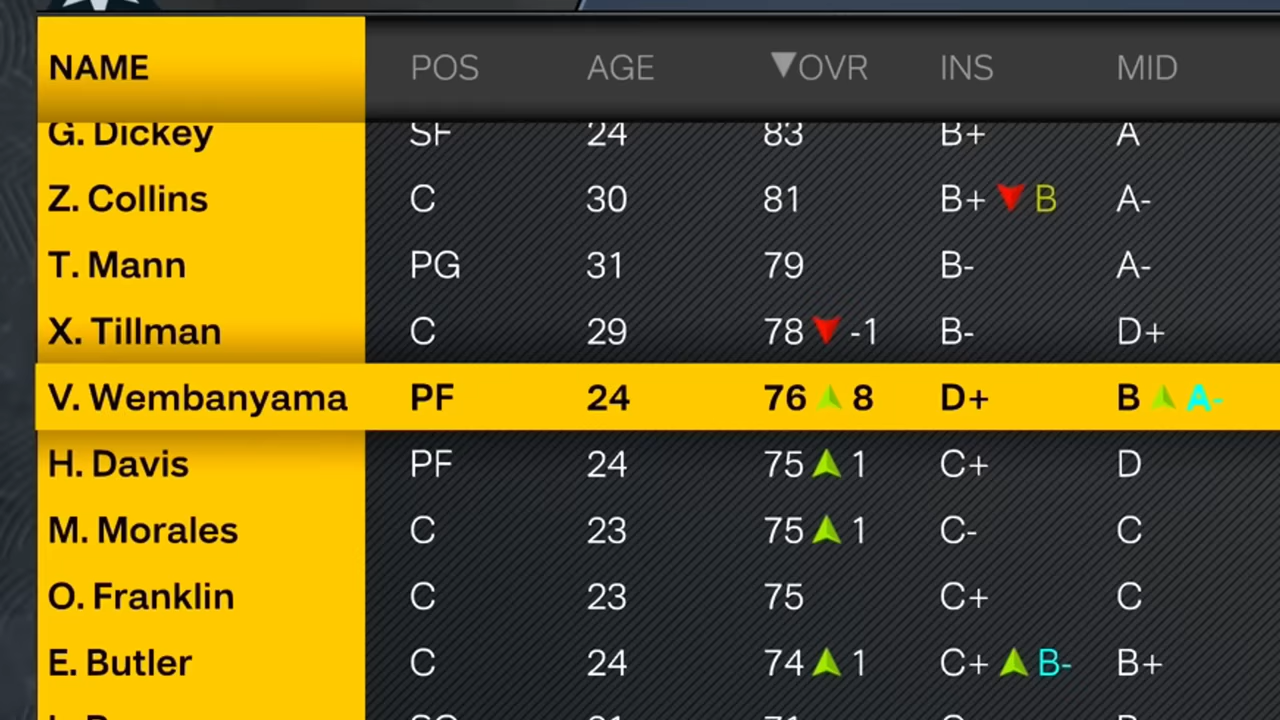 NAME POS AGE ▼OVR INS MID
G. Dickey SF 24 83 B+ A
Z. Collins C 30 81 B+ ▼ B A-
T. Mann PG 31 79 B- A-
X. Tillman C 29 78 ▼ -1 B- D+
V. Wembanyama PF 24 76 ▲ 8 D+ B ▲ A-
H. Davis PF 24 75 ▲ 1 C+ D
M. Morales C 23 75 ▲ 1 C- C
O. Franklin C 23 75 C+ C
E. Butler C 24 74 ▲ 1 C+ ▲ B- B+